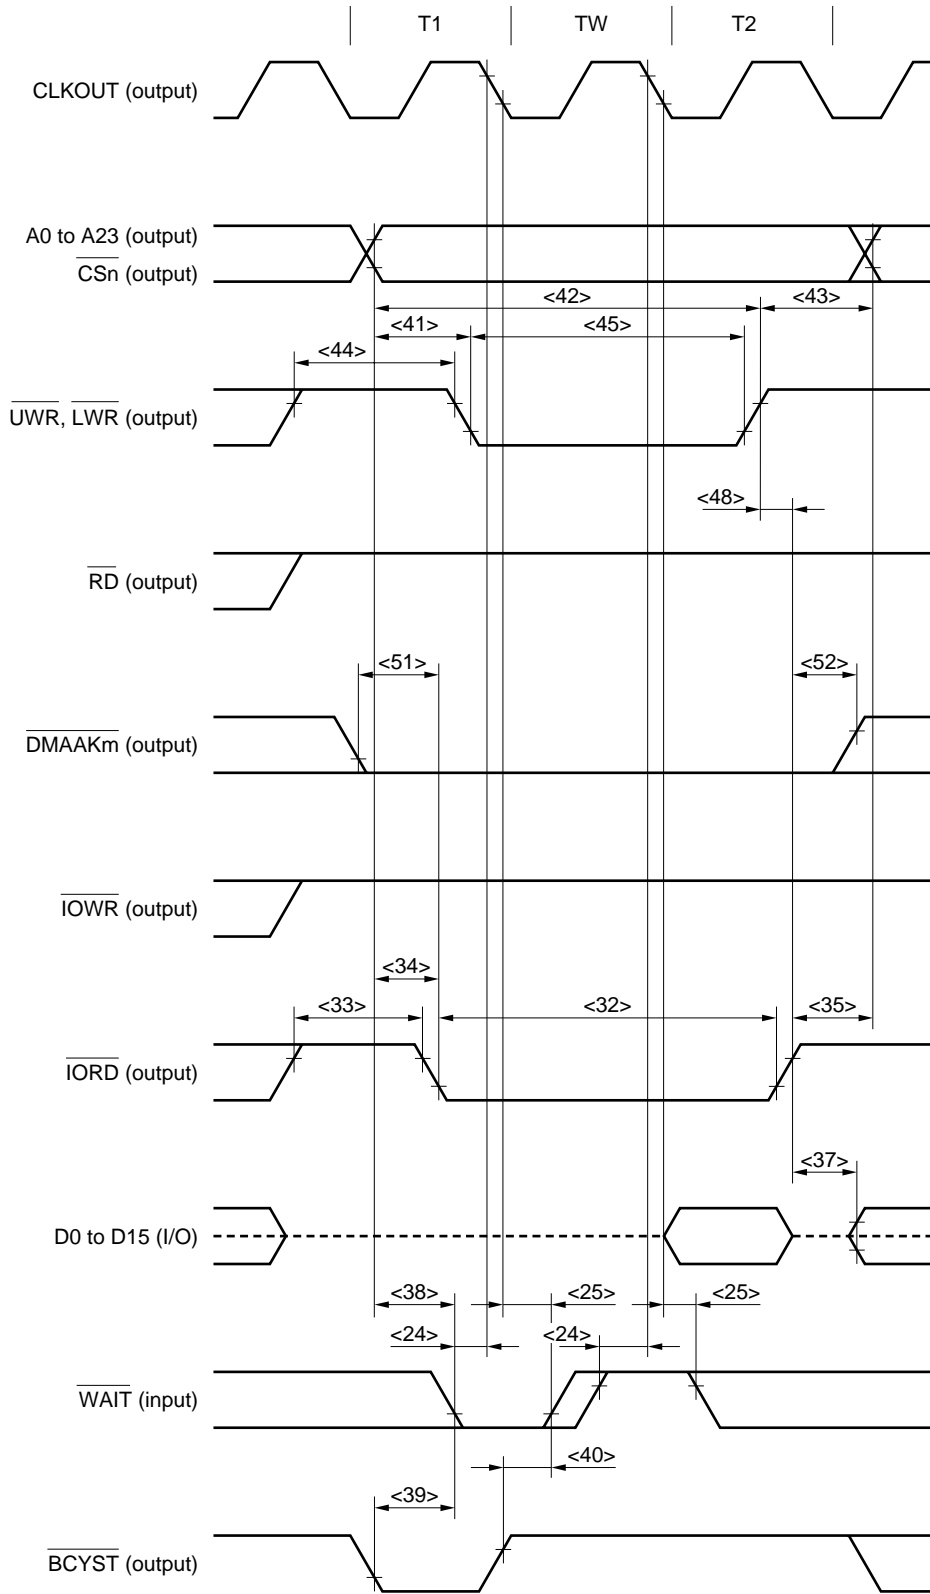 T1 TW T2
CLKOUT (output)
A0 to A23 (output)
CSn (output)
<42> <43>
<41> <45>
<44>
UWR, LWR (output)
<48>
RD (output)
<51> <52>
DMAAKm (output)
IOWR (output)
<34>
<33> <32> <35>
IORD (output)
<37>
D0 to D15 (I/O)
<38> <25> <25>
<24> <24>
WAIT (input)
<40>
<39>
BCYST (output)